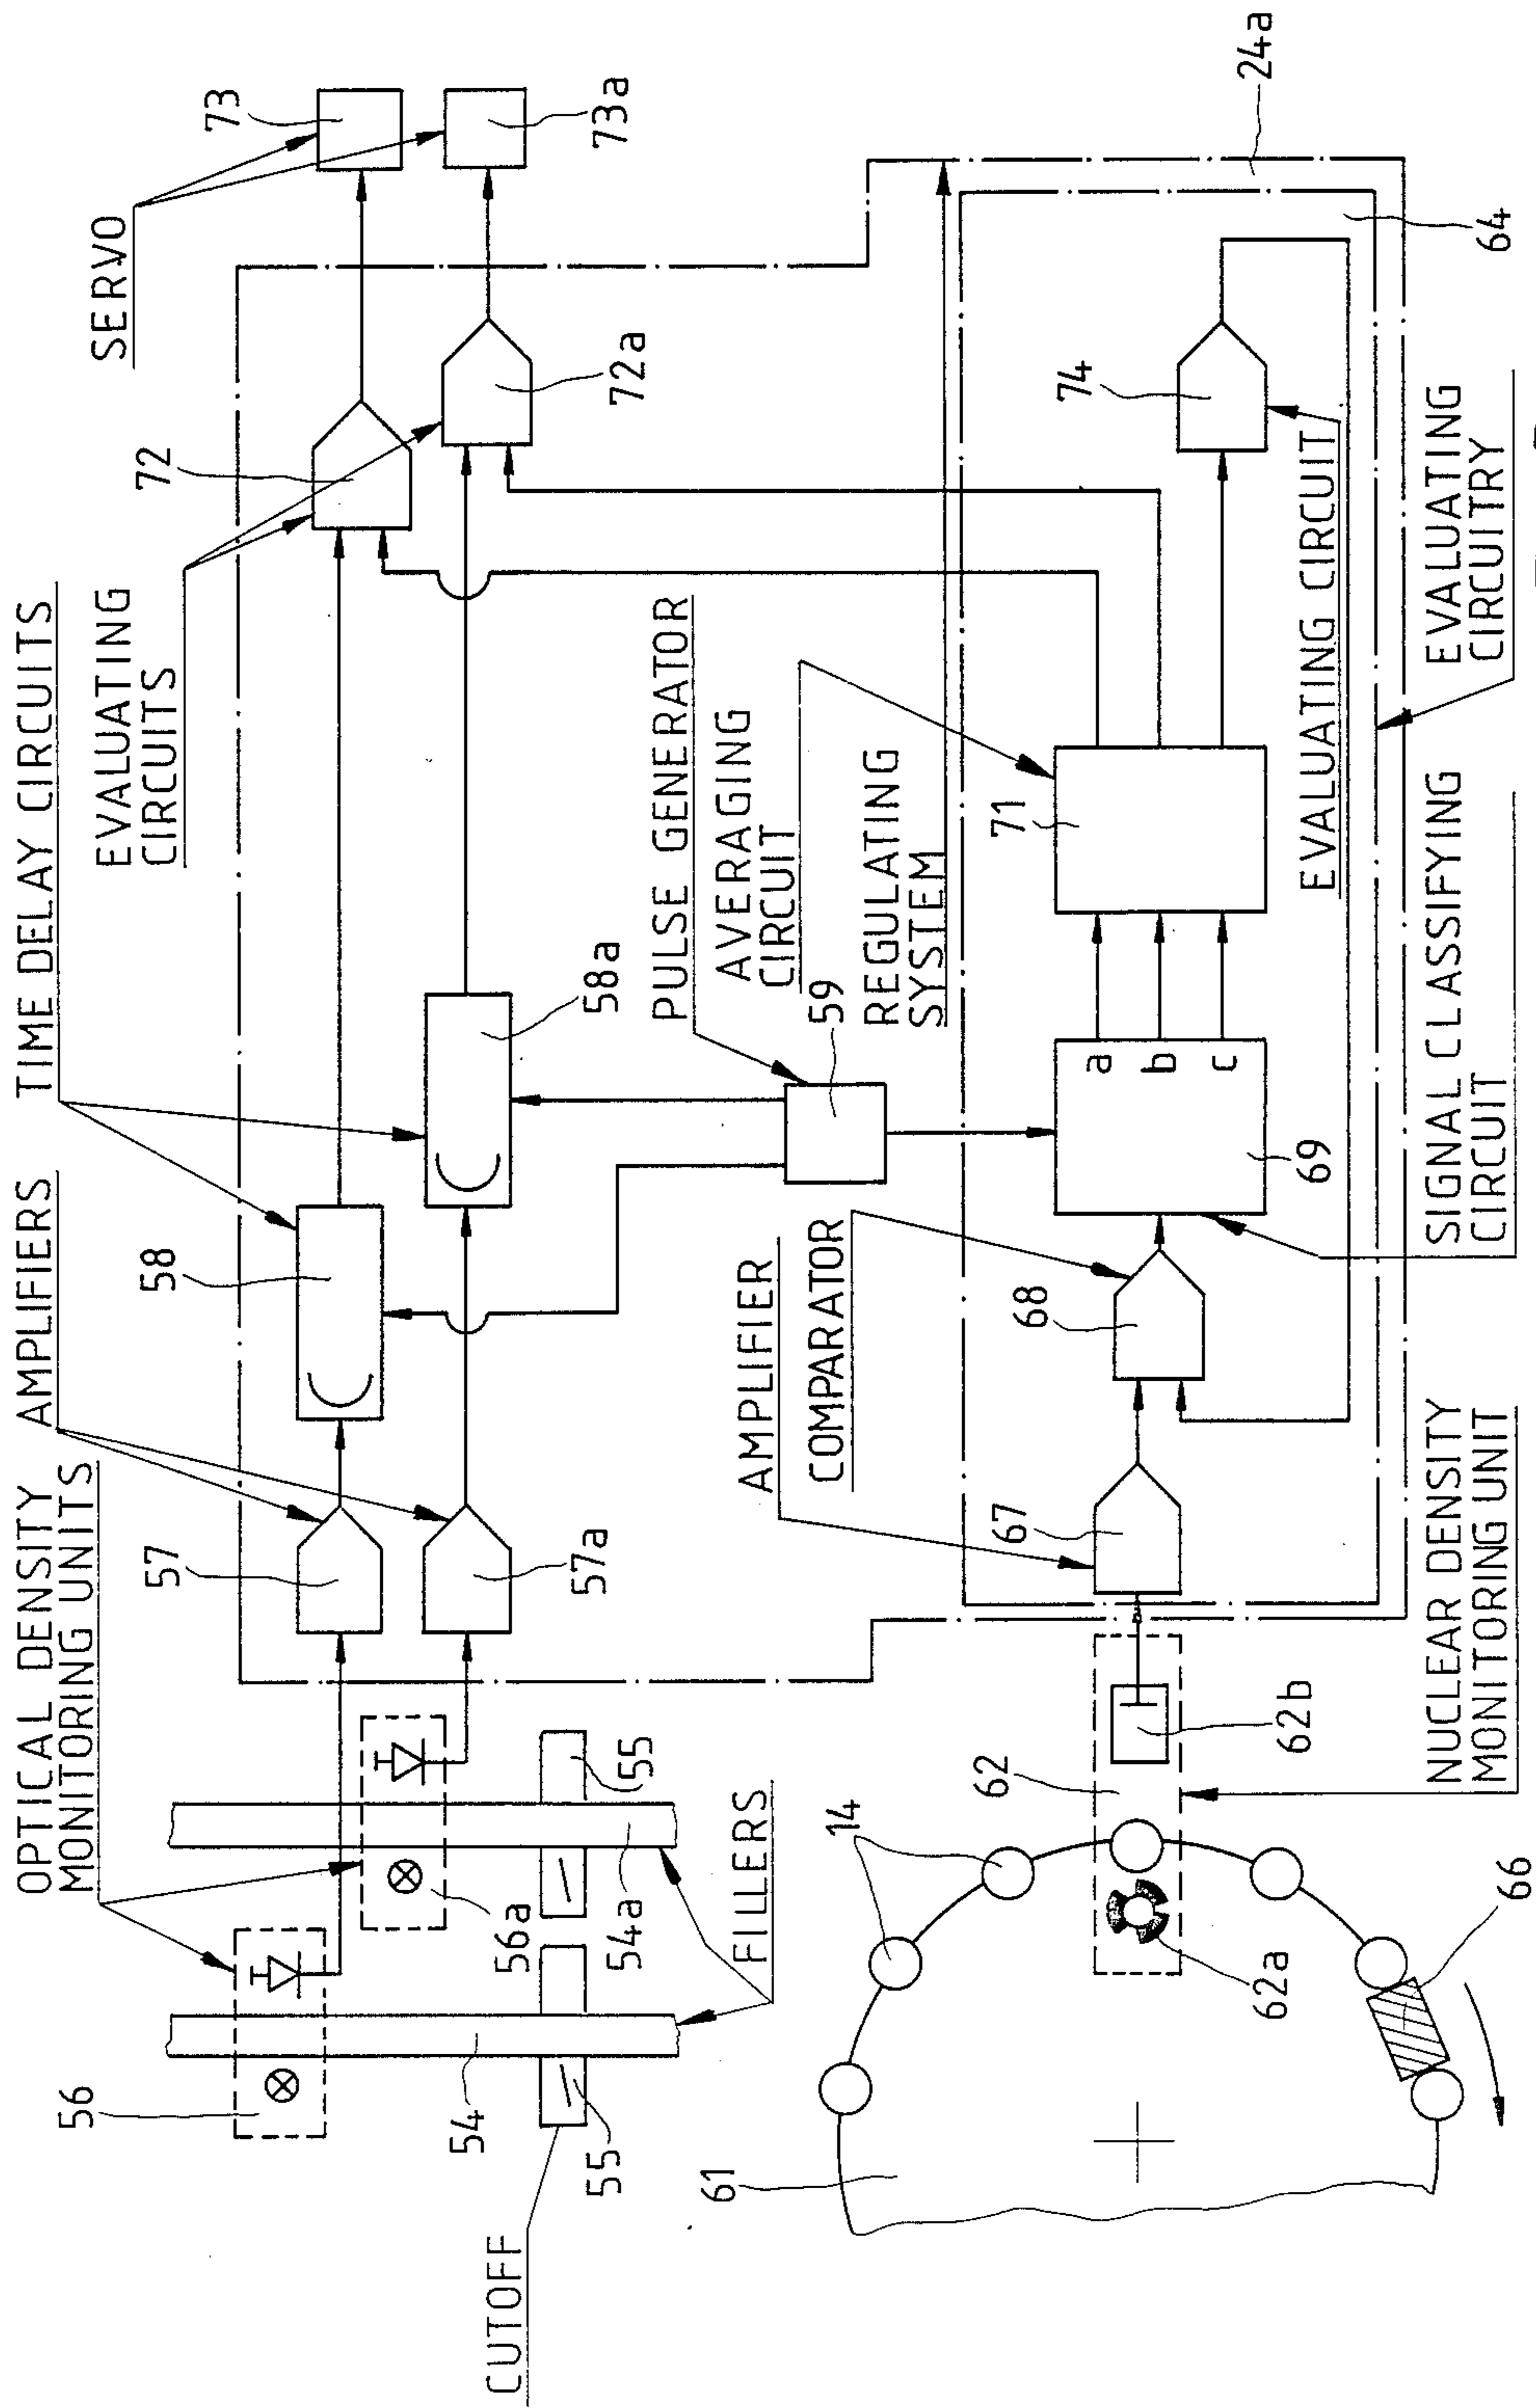 OPTICAL DENSITY
MONITORING UNITS
AMPLIFIERS
TIME DELAY CIRCUITS
EVALUATING
CIRCUITS
SERVO
56
57
58
72
73
56a
57a
58a
72a
73a
CUTOFF
55
54
54a
55
FILLERS
PULSE GENERATOR
59
AVERAGING
CIRCUIT
REGULATING
SYSTEM
AMPLIFIER
COMPARATOR
61
14
62
62a
62b
66
67
68
69
a
b
c
71
74
24a
64
EVALUATING CIRCUIT
NUCLEAR DENSITY
MONITORING UNIT
SIGNAL CLASSIFYING
CIRCUIT
EVALUATING
CIRCUITRY